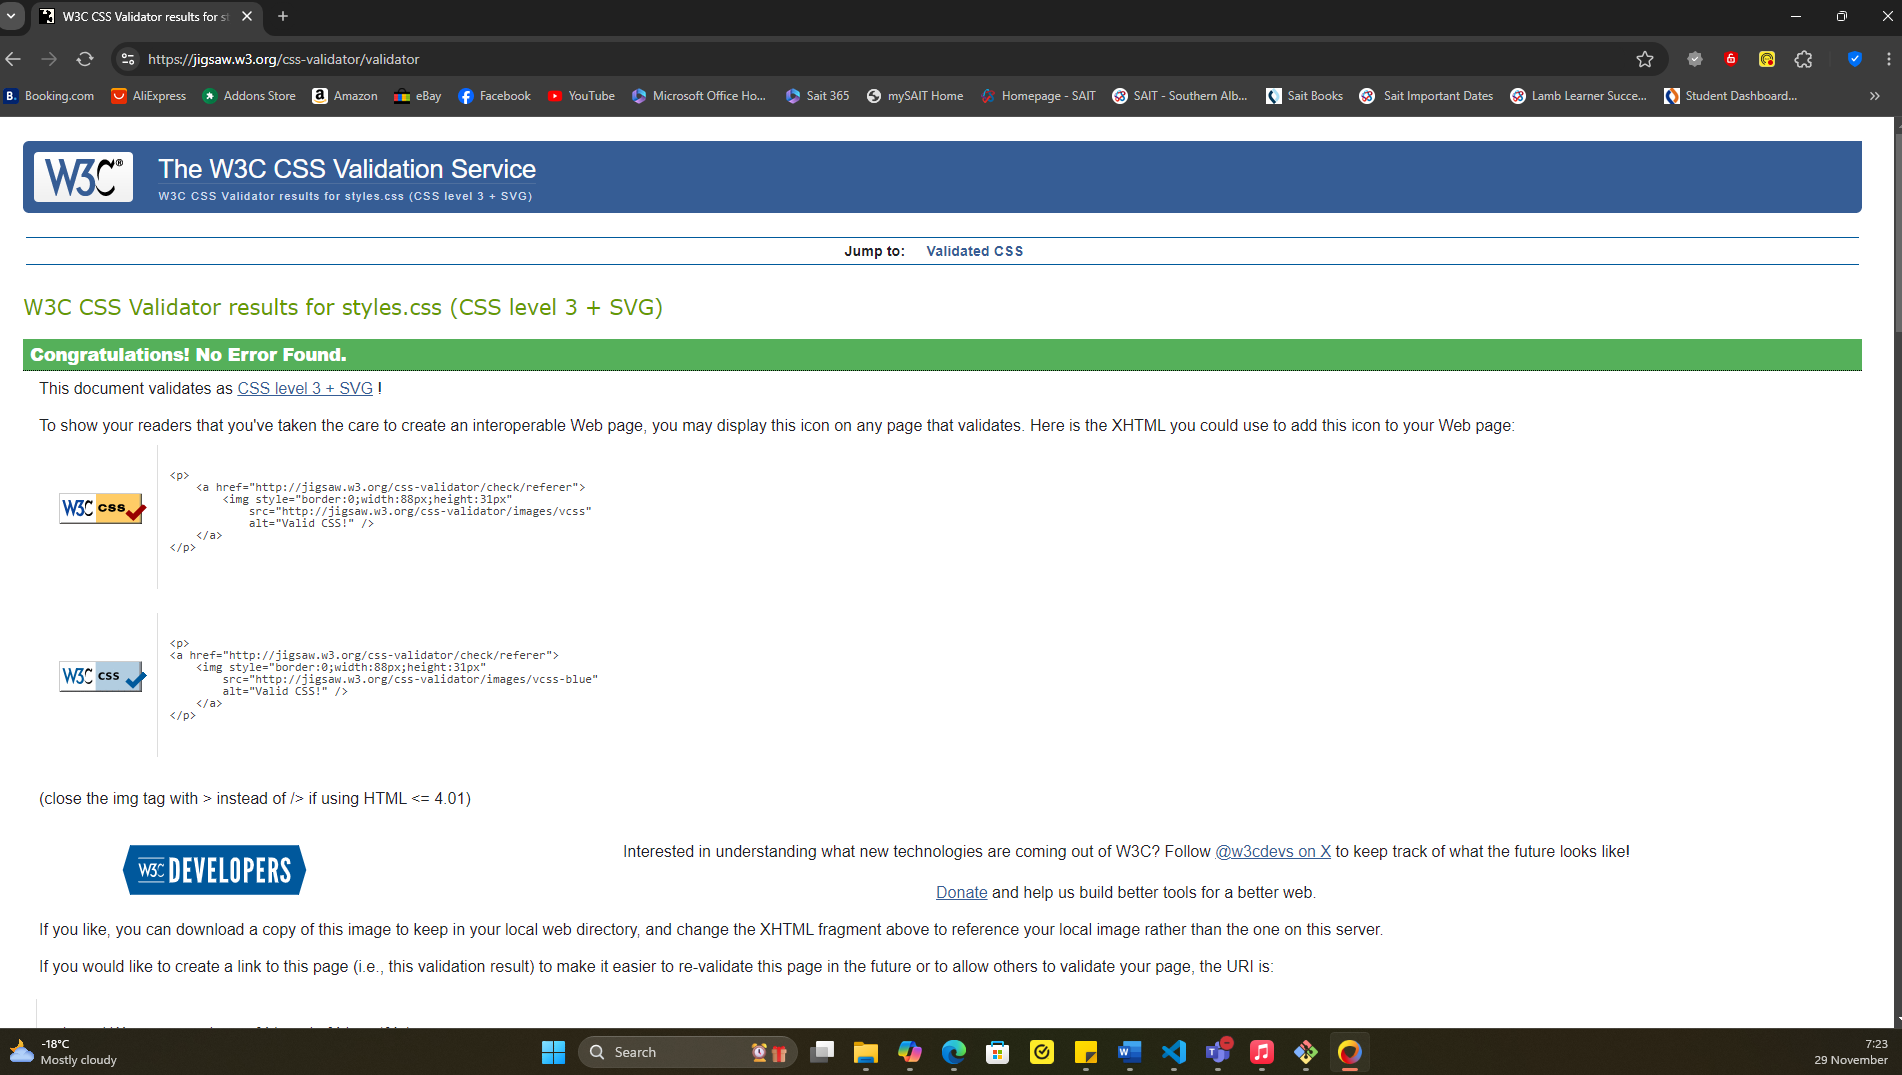 W3C CSS Validator results for st
https://jigsaw.w3.org/css-validator/validator
Booking.com AliExpress Addons Store Amazon eBay Facebook YouTube Microsoft Office Ho... Sait 365 mySAIT Home Homepage - SAIT SAIT - Southern Alb... Sait Books Sait Important Dates Lamb Learner Succe... Student Dashboard...
W3C®
The W3C CSS Validation Service
W3C CSS Validator results for styles.css (CSS level 3 + SVG)
Jump to: Validated CSS
W3C CSS Validator results for styles.css (CSS level 3 + SVG)
Congratulations! No Error Found.
This document validates as CSS level 3 + SVG !
To show your readers that you've taken the care to create an interoperable Web page, you may display this icon on any page that validates. Here is the XHTML you could use to add this icon to your Web page:
W3C css
<p>
<a href="http://jigsaw.w3.org/css-validator/check/referer">
<img style="border:0;width:88px;height:31px"
src="http://jigsaw.w3.org/css-validator/images/vcss"
alt="Valid CSS!" />
</a>
</p>
W3C css
<p>
<a href="http://jigsaw.w3.org/css-validator/check/referer">
<img style="border:0;width:88px;height:31px"
src="http://jigsaw.w3.org/css-validator/images/vcss-blue"
alt="Valid CSS!" />
</a>
</p>
(close the img tag with > instead of /> if using HTML <= 4.01)
W3C DEVELOPERS
Interested in understanding what new technologies are coming out of W3C? Follow @w3cdevs on X to keep track of what the future looks like!
Donate and help us build better tools for a better web.
If you like, you can download a copy of this image to keep in your local web directory, and change the XHTML fragment above to reference your local image rather than the one on this server.
If you would like to create a link to this page (i.e., this validation result) to make it easier to re-validate this page in the future or to allow others to validate your page, the URI is:
-18°C
Mostly cloudy
Search
7:23
29 November